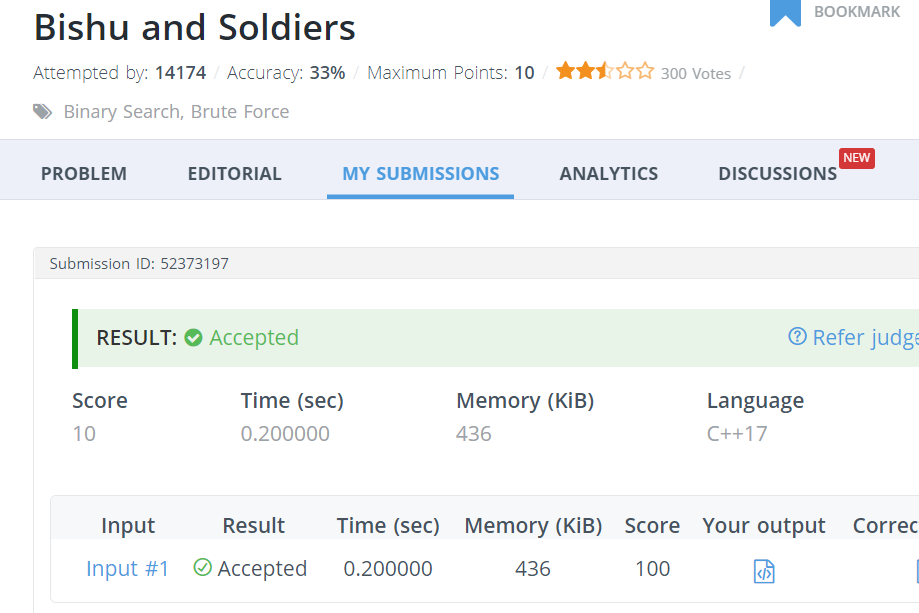 Bishu and Soldiers
BOOKMARK
Attempted by: 14174 / Accuracy: 33% / Maximum Points: 10 / 300 Votes /
Binary Search, Brute Force
PROBLEM EDITORIAL MY SUBMISSIONS ANALYTICS DISCUSSIONS NEW
Submission ID: 52373197
RESULT: Accepted Refer judge
Score Time (sec) Memory (KiB) Language
10 0.200000 436 C++17
Input Result Time (sec) Memory (KiB) Score Your output Correc
Input #1 Accepted 0.200000 436 100